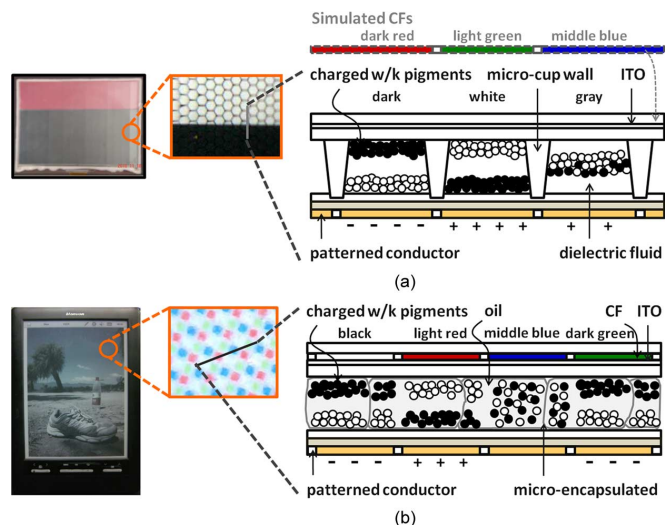 Simulated CFs
dark red light green middle blue
charged w/k pigments micro-cup wall ITO
dark white gray
- - - - + + + + + +
patterned conductor dielectric fluid
(a)
charged w/k pigments oil CF ITO
black light red middle blue dark green
+ + + - - -
patterned conductor micro-encapsulated
(b)